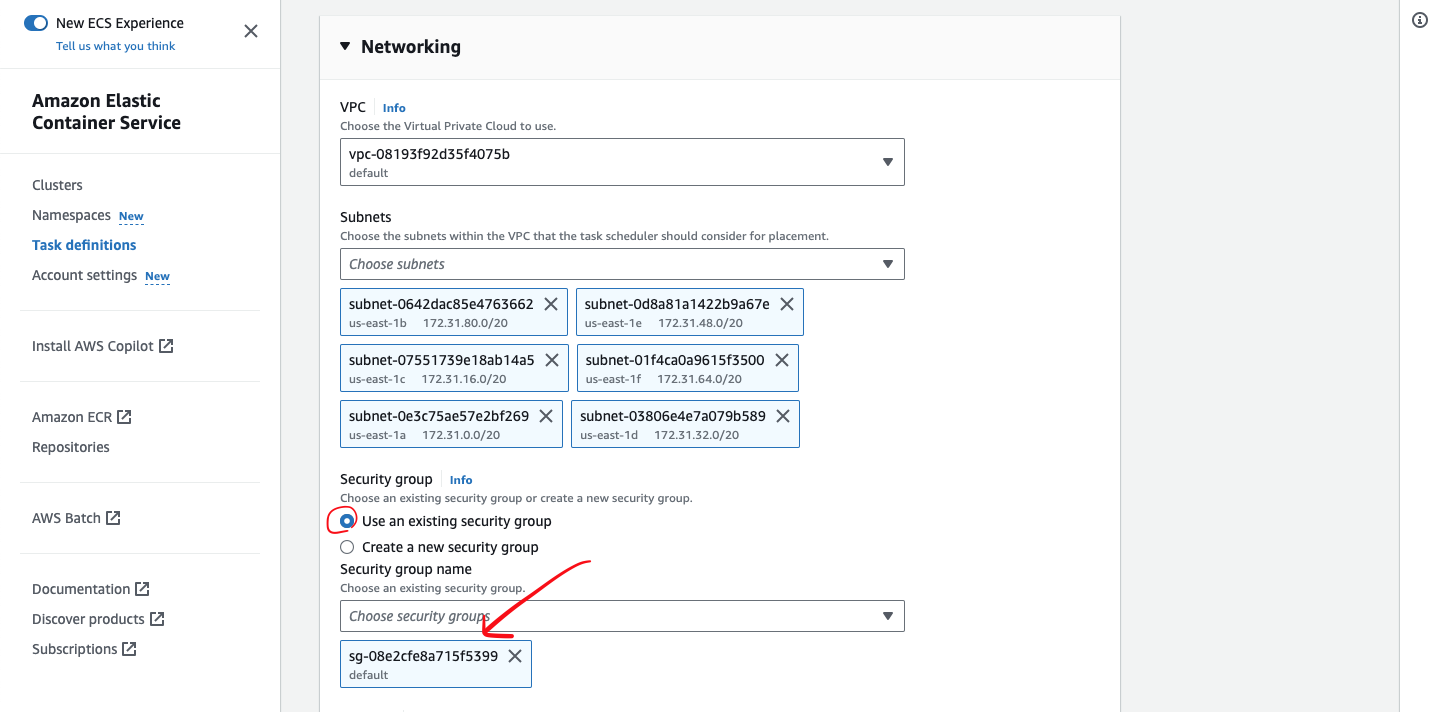 New ECS Experience
Tell us what you think
Amazon Elastic
Container Service
Clusters
Namespaces New
Task definitions
Account settings New
Install AWS Copilot
Amazon ECR
Repositories
AWS Batch
Documentation
Discover products
Subscriptions
Networking
VPC Info
Choose the Virtual Private Cloud to use.
vpc-08193f92d35f4075b
default
Subnets
Choose the subnets within the VPC that the task scheduler should consider for placement.
Choose subnets
subnet-0642dac85e4763662 subnet-0d8a81a1422b9a67e
us-east-1b 172.31.80.0/20 us-east-1e 172.31.48.0/20
subnet-07551739e18ab14a5 subnet-01f4ca0a9615f3500
us-east-1c 172.31.16.0/20 us-east-1f 172.31.64.0/20
subnet-0e3c75ae57e2bf269 subnet-03806e4e7a079b589
us-east-1a 172.31.0.0/20 us-east-1d 172.31.32.0/20
Security group Info
Choose an existing security group or create a new security group.
Use an existing security group
Create a new security group
Security group name
Choose an existing security group.
Choose security groups
sg-08e2cfe8a715f5399
default